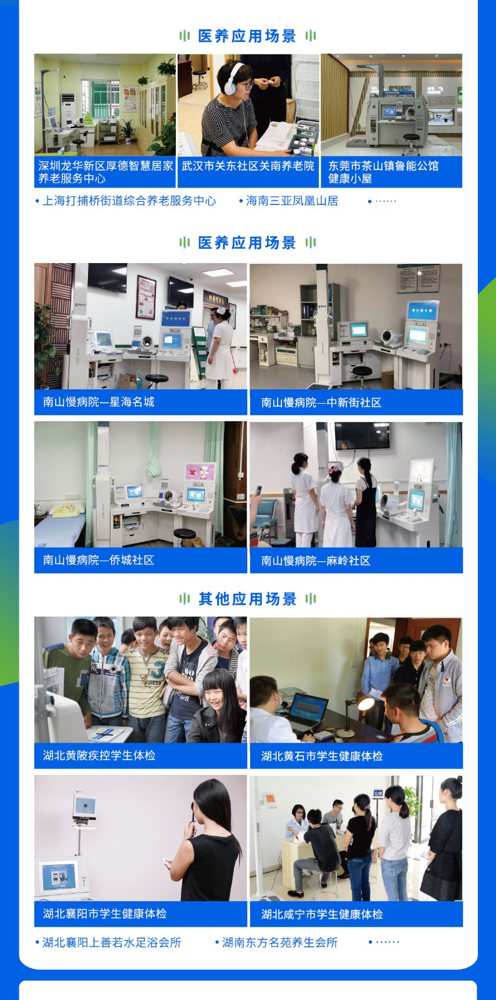 医养应用场景
深圳龙华新区厚德智慧居家
养老服务中心
武汉市关东社区关南养老院
东莞市茶山镇鲁能公馆
健康小屋
• 上海打捕桥街道综合养老服务中心
• 海南三亚凤凰山居
• ······
医养应用场景
南山慢病院—星海名城
南山慢病院—中新街社区
南山慢病院—侨城社区
南山慢病院—麻岭社区
其他应用场景
湖北黄陂疾控学生体检
湖北黄石市学生健康体检
湖北襄阳市学生健康体检
湖北咸宁市学生健康体检
• 湖北襄阳上善若水足浴会所
• 湖南东方名苑养生会所
• ······